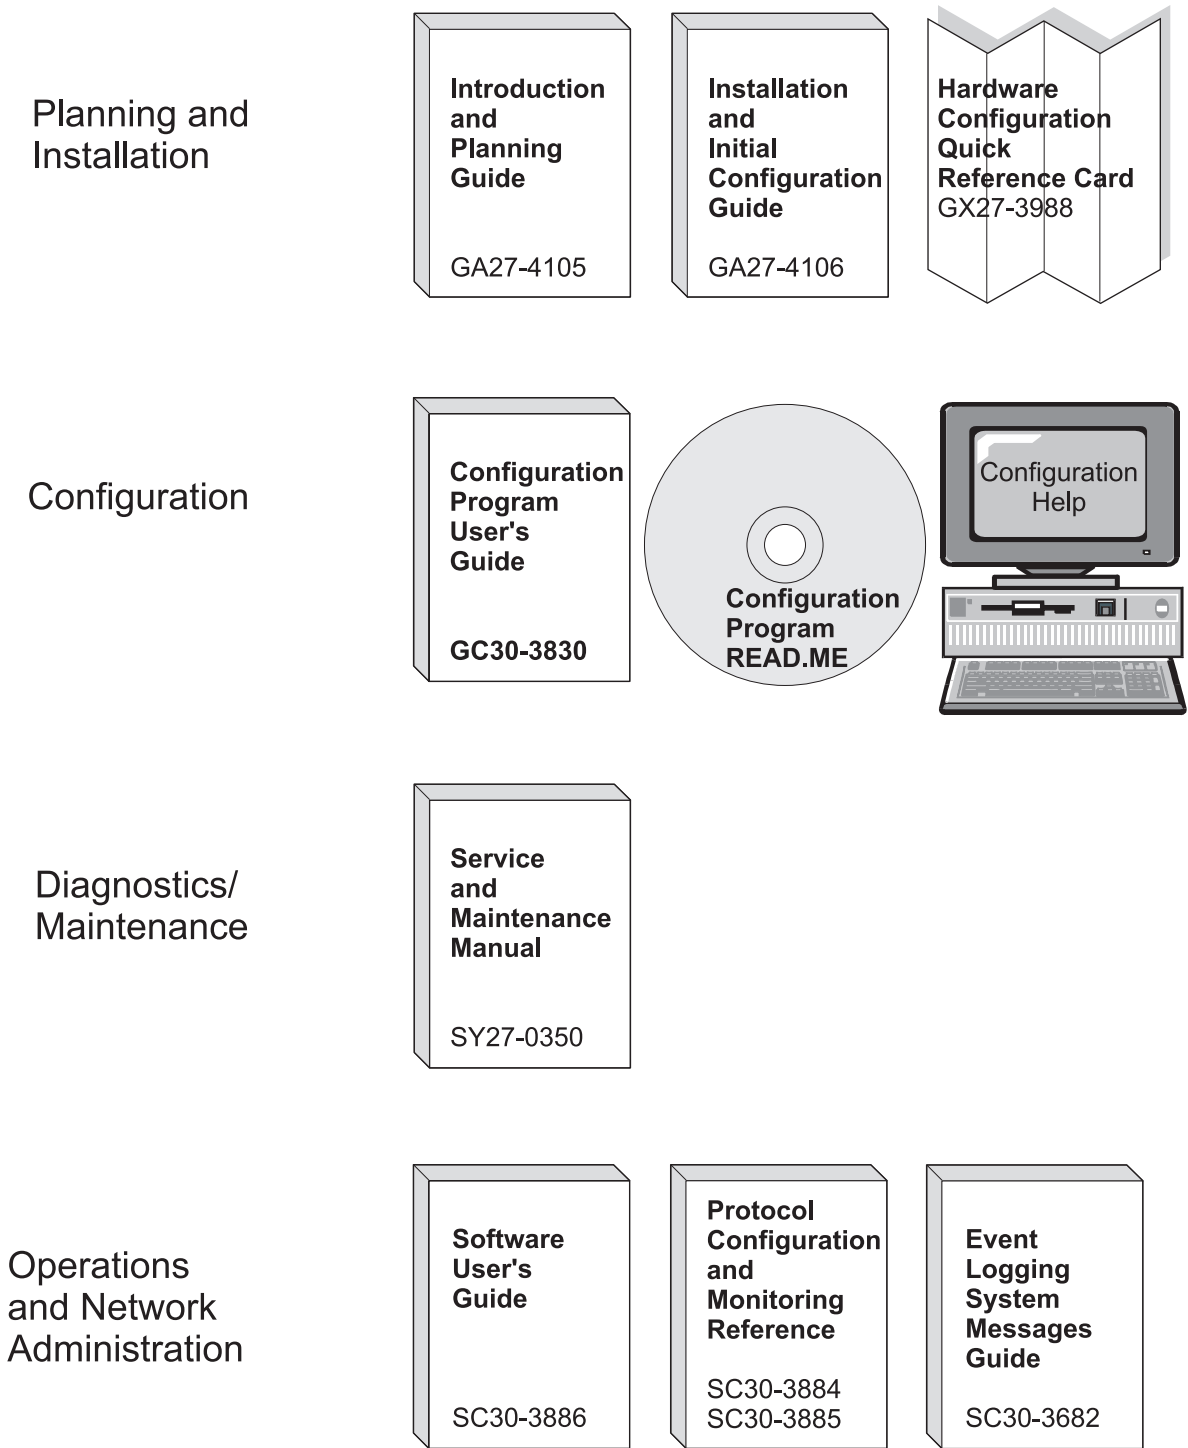 Planning and
Installation
Introduction
and
Planning
Guide
GA27-4105
Installation
and
Initial
Configuration
Guide
GA27-4106
Hardware
Configuration
Quick
Reference Card
GX27-3988
Configuration
Configuration
Program
User's
Guide
GC30-3830
Configuration
Program
READ.ME
Configuration
Help
Diagnostics/
Maintenance
Service
and
Maintenance
Manual
SY27-0350
Operations
and Network
Administration
Software
User's
Guide
SC30-3886
Protocol
Configuration
and
Monitoring
Reference
SC30-3884
SC30-3885
Event
Logging
System
Messages
Guide
SC30-3682